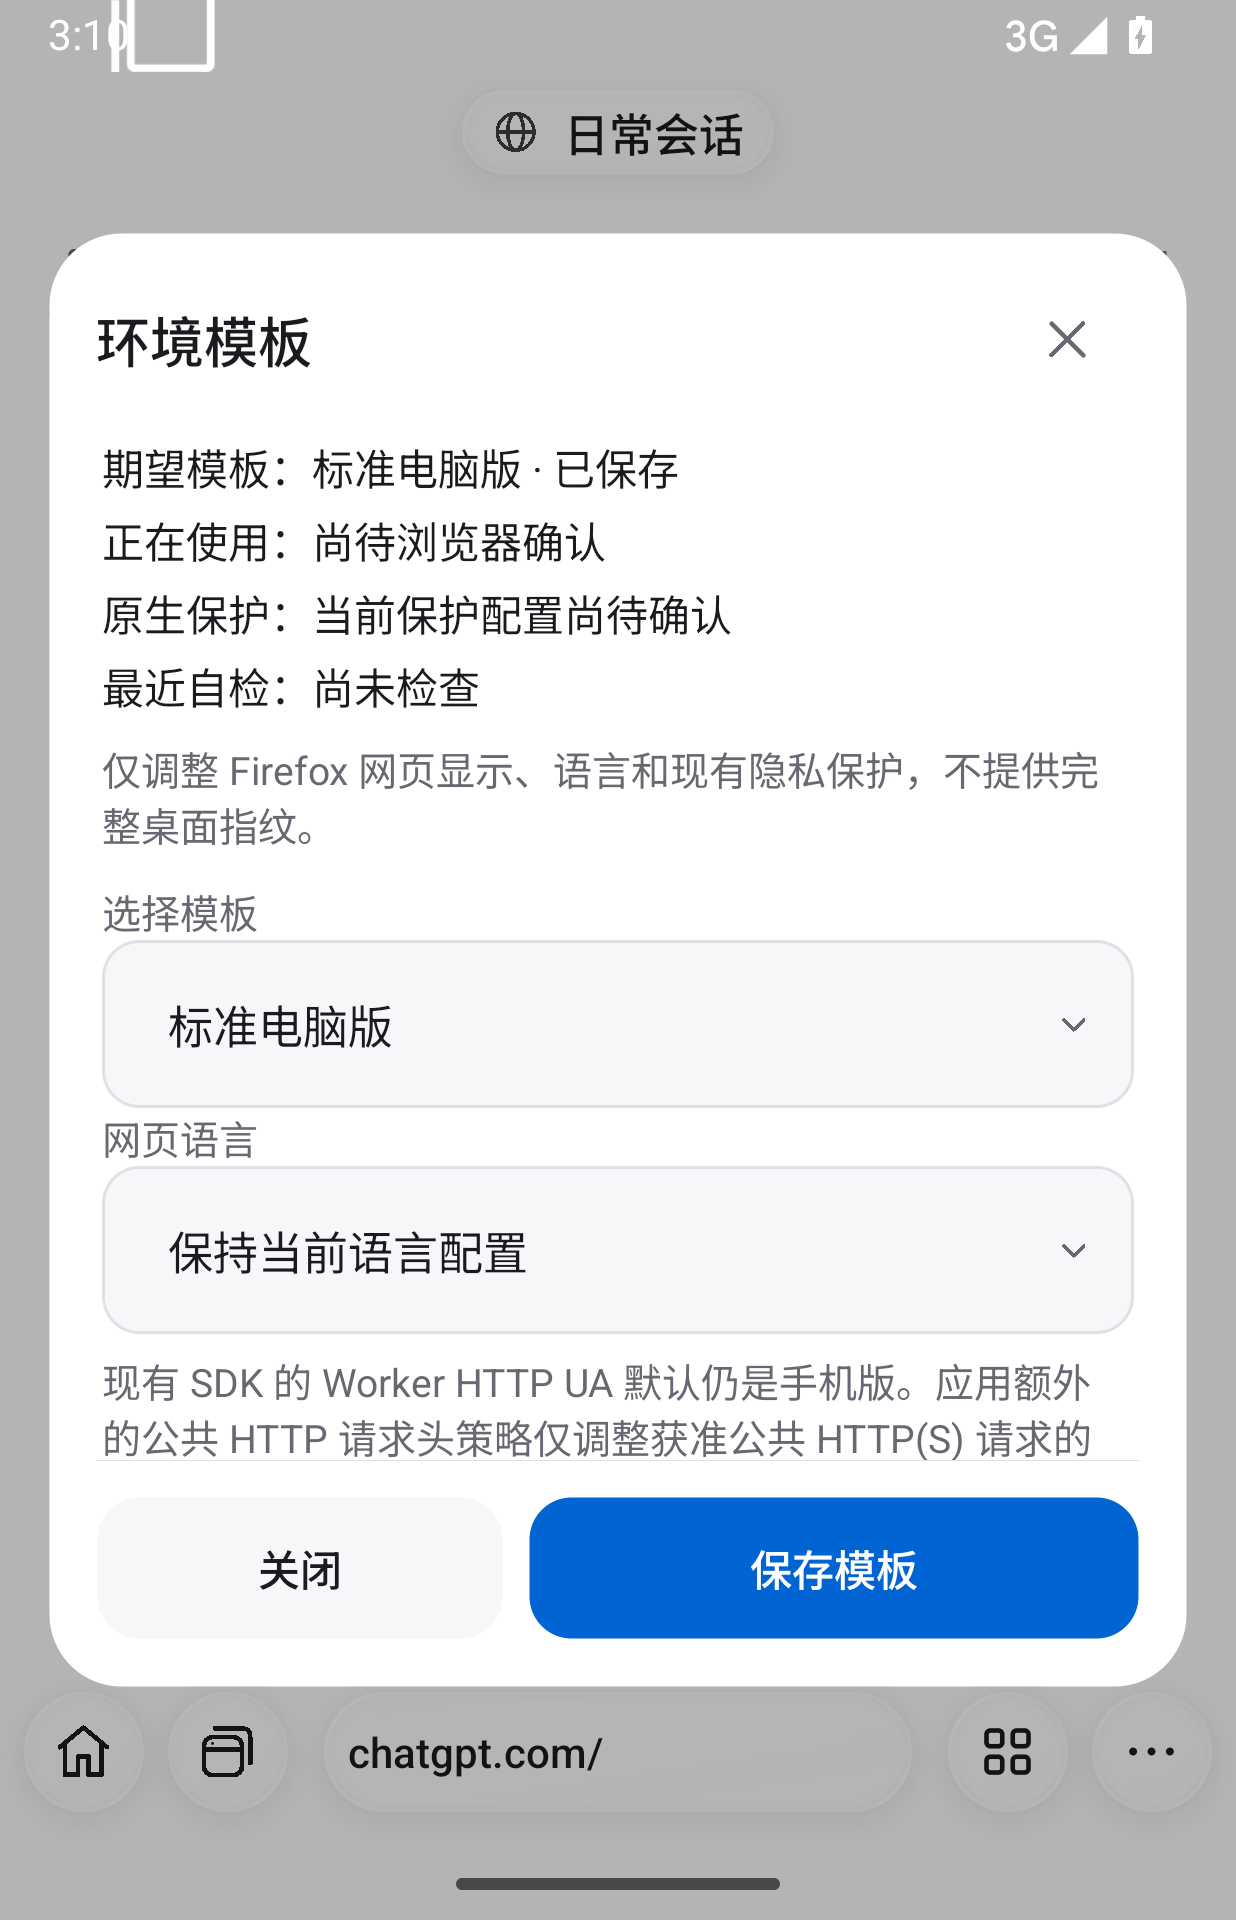 3:10
3G
日常会话
环境模板
期望模板：标准电脑版 · 已保存
正在使用：尚待浏览器确认
原生保护：当前保护配置尚待确认
最近自检：尚未检查
仅调整 Firefox 网页显示、语言和现有隐私保护，不提供完
整桌面指纹。
选择模板
标准电脑版
网页语言
保持当前语言配置
现有 SDK 的 Worker HTTP UA 默认仍是手机版。应用额外
的公共 HTTP 请求头策略仅调整获准公共 HTTP(S) 请求的
关闭
保存模板
chatgpt.com/